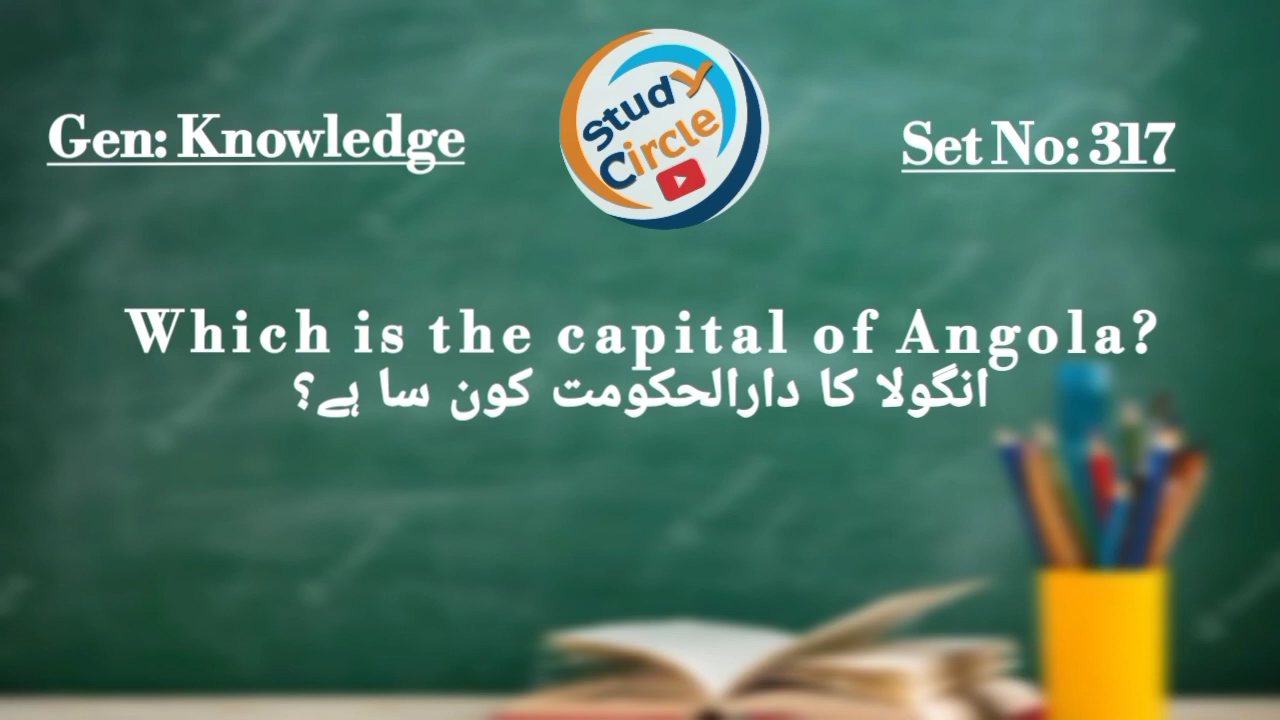 Gen: Knowledge
Study
Circle
Set No: 317
Which is the capital of Angola?
انگولا کا دارالحکومت کون سا ہے؟